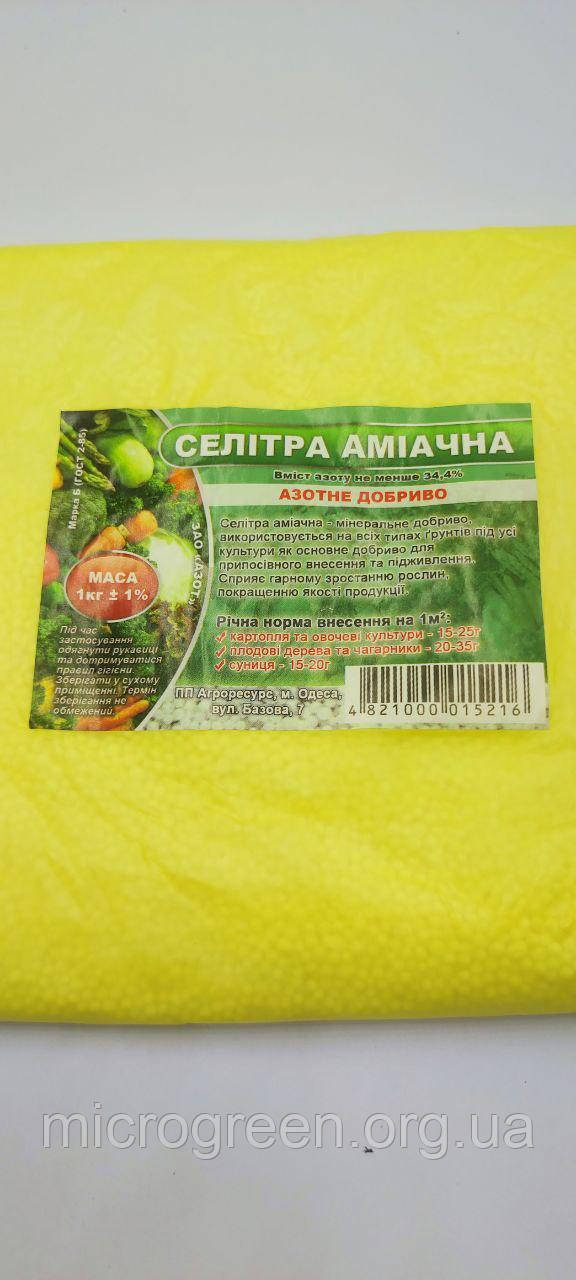 СЕЛІТРА АМІАЧНА
Вміст азоту не менше 34,4%
АЗОТНЕ ДОБРИВО
Марка Б (ГОСТ 2-85)
ЗАО «АЗОТ»
МАСА
1кг ± 1%
Селітра аміачна - мінеральне добриво,
використовується на всіх типах ґрунтів під усі
культури як основне добриво для
припосівного внесення та підживлення.
Сприяє гарному зростанню рослин,
покращенню якості продукції.
Річна норма внесення на 1м²:
✓ картопля та овочеві культури - 15-25г
✓ плодові дерева та чагарники - 20-35г
✓ суниця - 15-20г
Під час
застосування
одягнути рукавиці
та дотримуватися
правил гігієни.
Зберігати у сухому
приміщенні. Термін
зберігання не
обмежений.
ПП Агроресурс, м. Одеса,
вул. Базова, 7
4 821000 015216
microgreen.org.ua